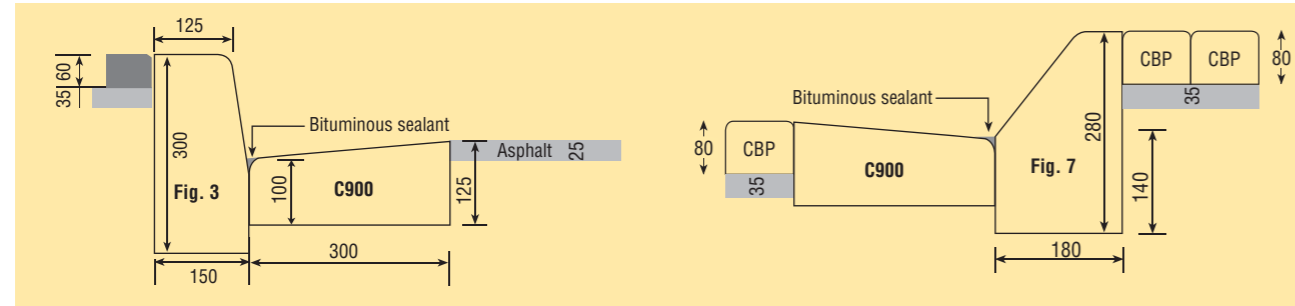 125
60
35
300
Bituminous sealant
Asphalt 25
Fig. 3
100
C900
125
150
300
Bituminous sealant
CBP CBP
80
35
280
80
CBP
35
C900
Fig. 7
140
180